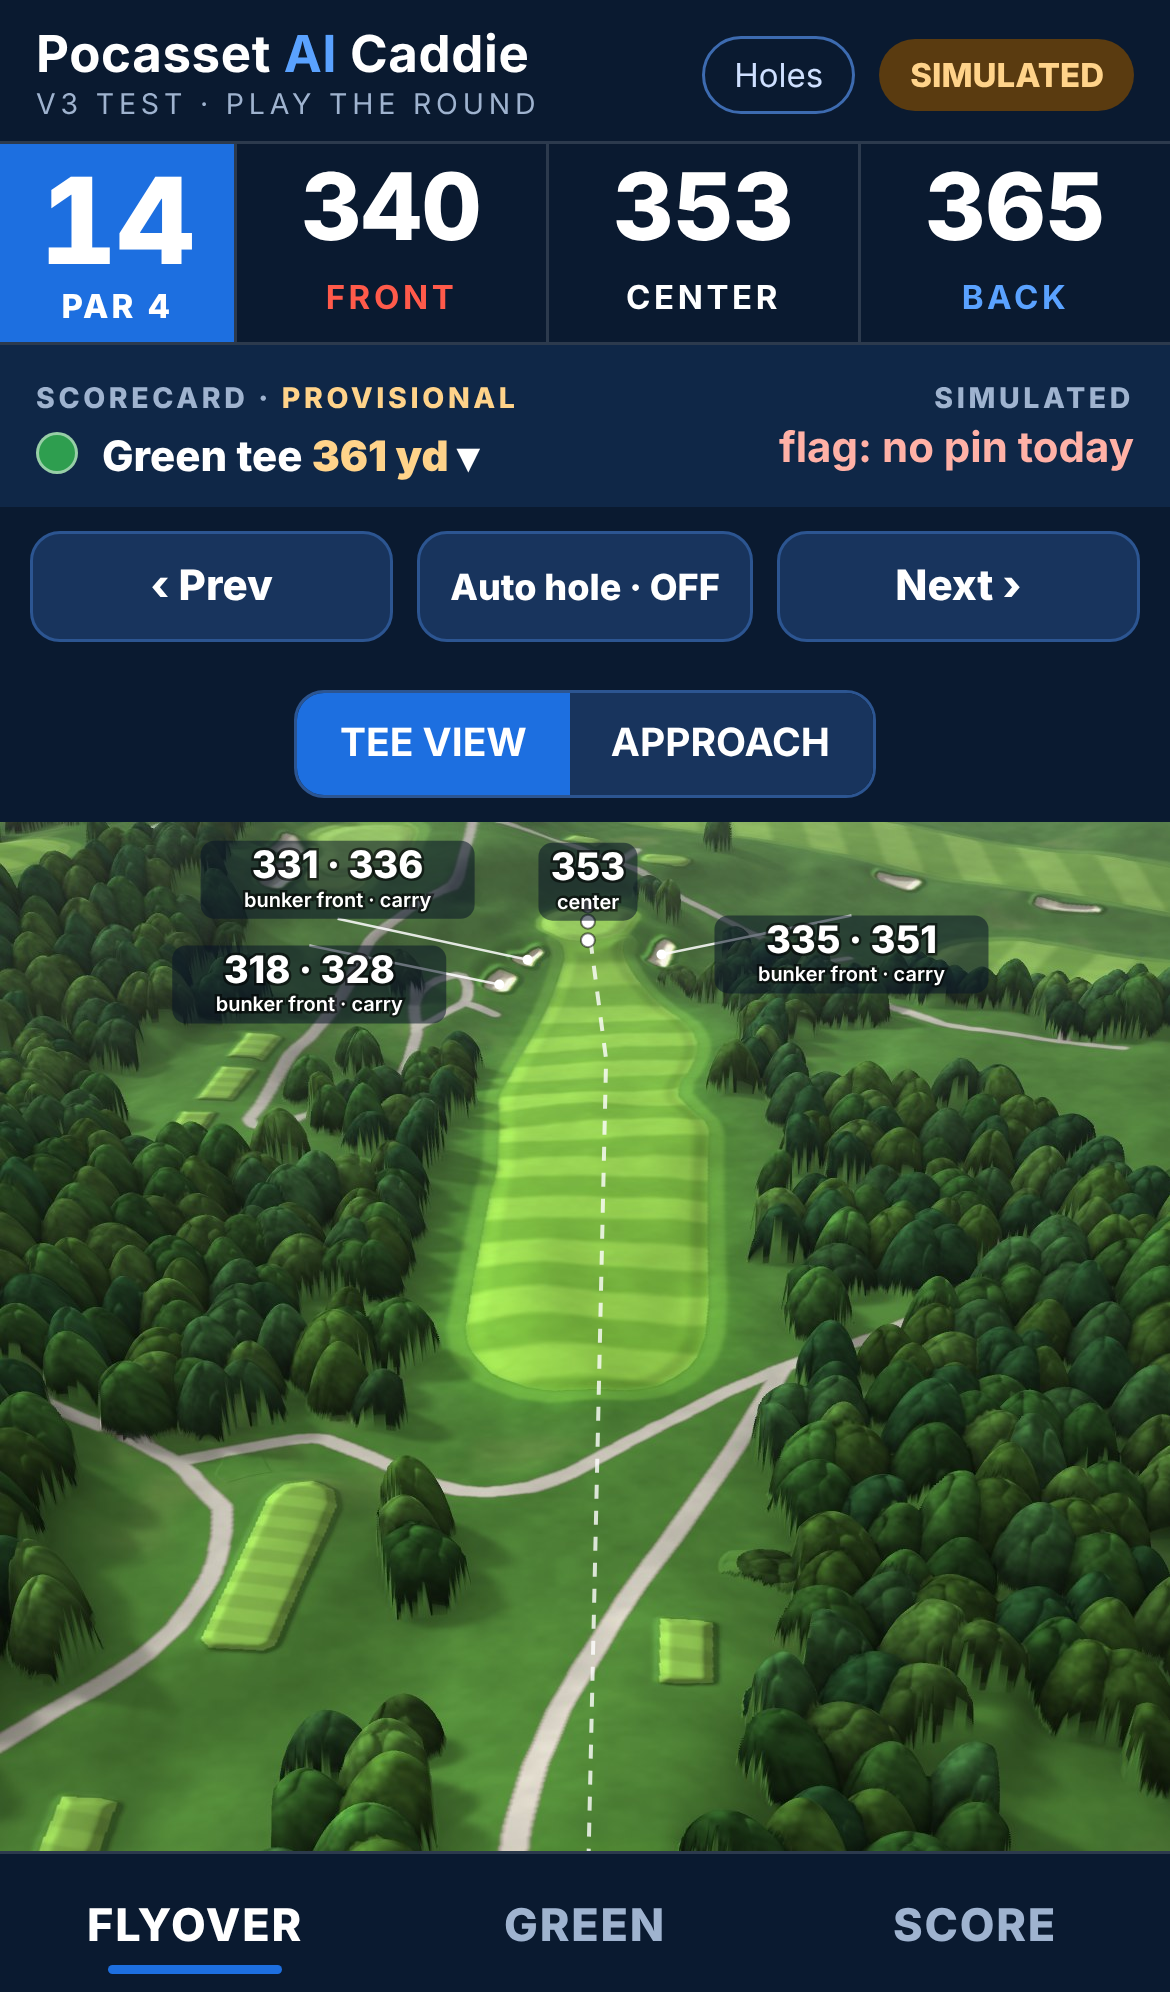 Pocasset AI Caddie
V3 TEST · PLAY THE ROUND
Holes
SIMULATED
14
PAR 4
340
FRONT
353
CENTER
365
BACK
SCORECARD · PROVISIONAL
Green tee 361 yd ▾
SIMULATED
flag: no pin today
‹ Prev
Auto hole · OFF
Next ›
TEE VIEW
APPROACH
331 · 336
bunker front · carry
353
center
335 · 351
bunker front · carry
318 · 328
bunker front · carry
FLYOVER
GREEN
SCORE